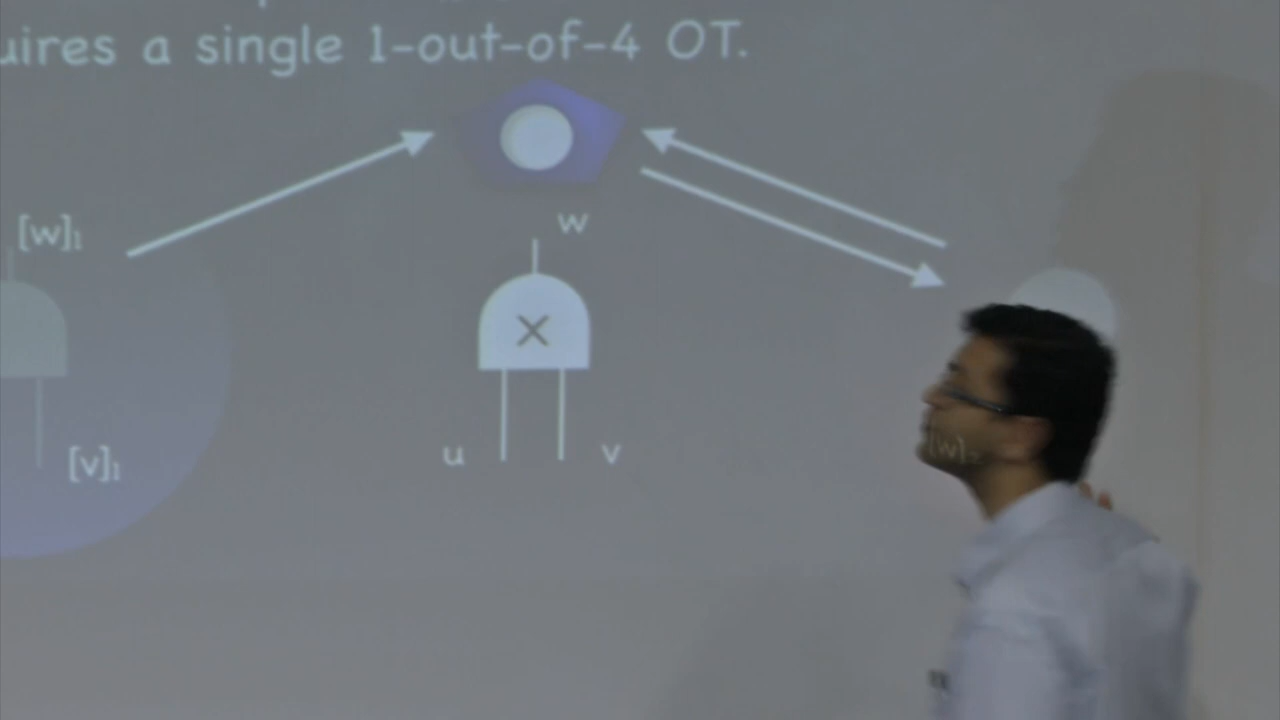 uires a single 1-out-of-4 OT.
[w]₁
w
×
u
v
[v]₁